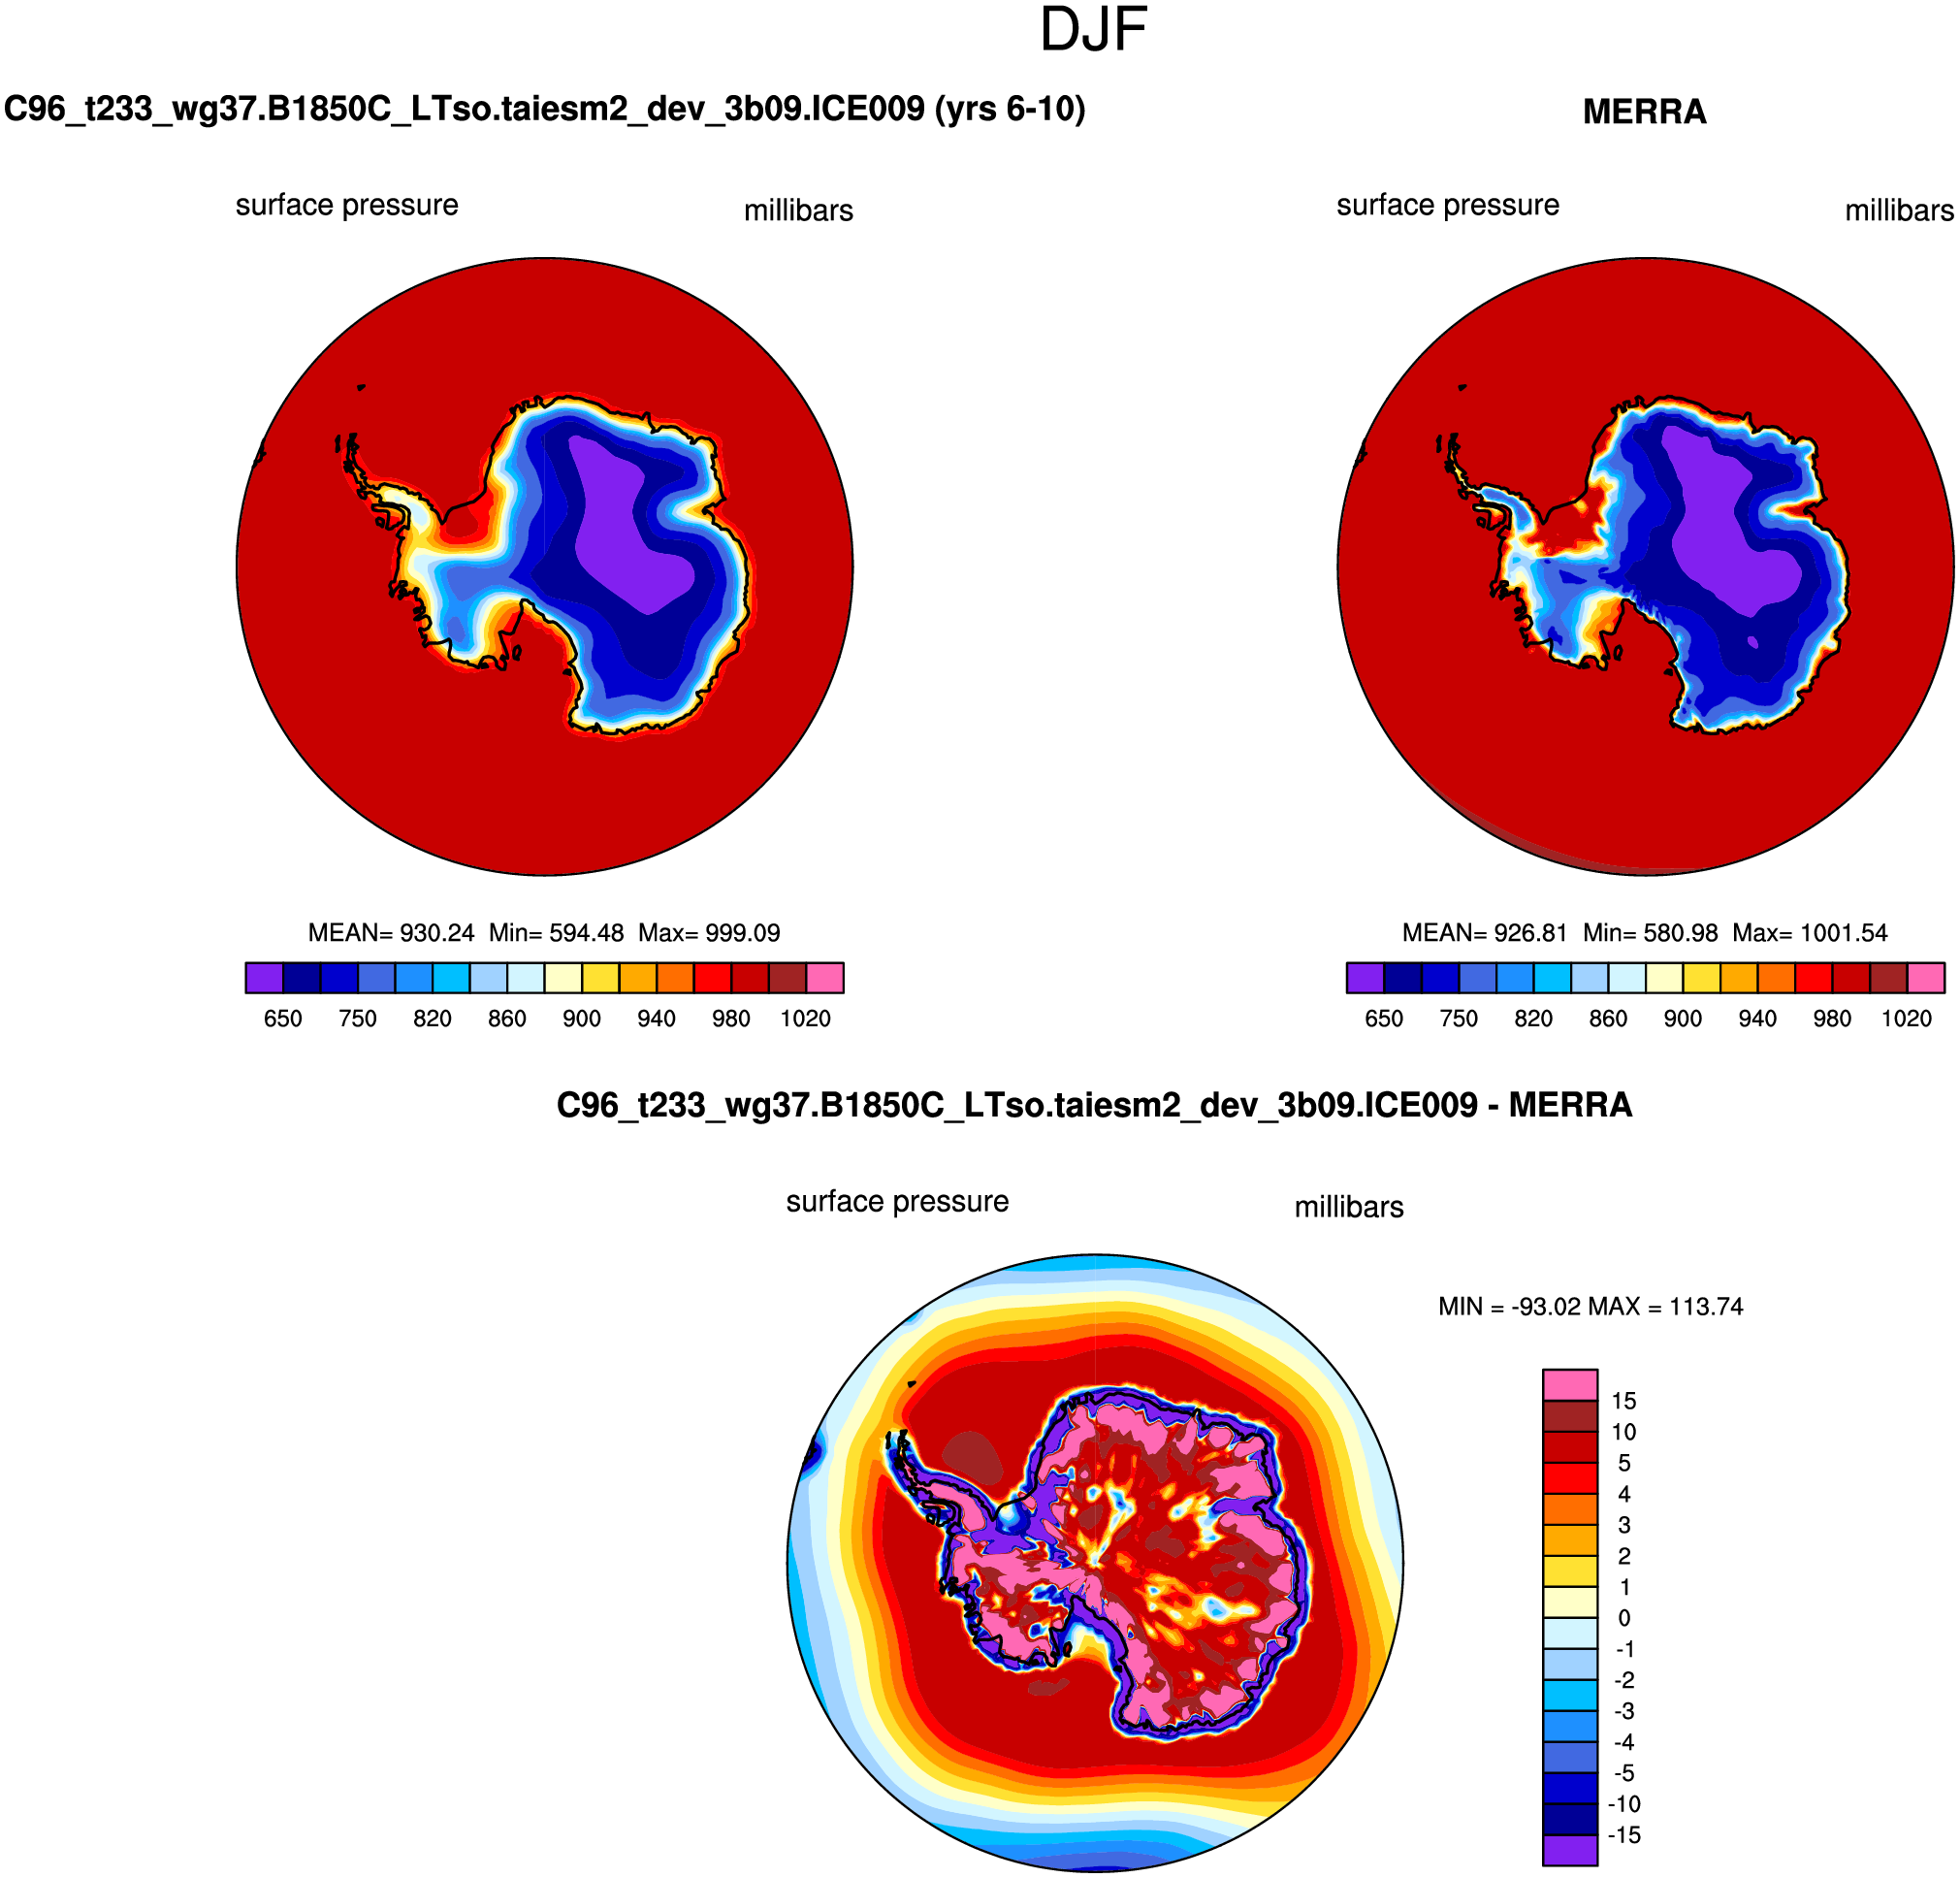 DJF
C96_t233_wg37.B1850C_LTso.taiesm2_dev_3b09.ICE009 (yrs 6-10)
MERRA
surface pressure millibars
surface pressure millibars
MEAN= 930.24 Min= 594.48 Max= 999.09
MEAN= 926.81 Min= 580.98 Max= 1001.54
650 750 820 860 900 940 980 1020
650 750 820 860 900 940 980 1020
C96_t233_wg37.B1850C_LTso.taiesm2_dev_3b09.ICE009 - MERRA
surface pressure millibars
MIN = -93.02 MAX = 113.74
15
10
5
4
3
2
1
0
-1
-2
-3
-4
-5
-10
-15